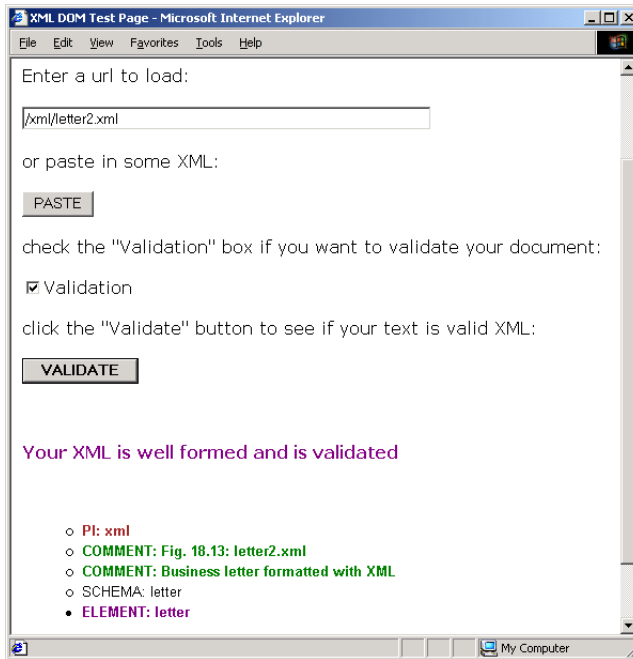 XML DOM Test Page - Microsoft Internet Explorer
File Edit View Favorites Tools Help
Enter a url to load:
/xml/letter2.xml
or paste in some XML:
PASTE
check the "Validation" box if you want to validate your document:
Validation
click the "Validate" button to see if your text is valid XML:
VALIDATE
Your XML is well formed and is validated
PI: xml
COMMENT: Fig. 18.13: letter2.xml
COMMENT: Business letter formatted with XML
SCHEMA: letter
ELEMENT: letter
My Computer